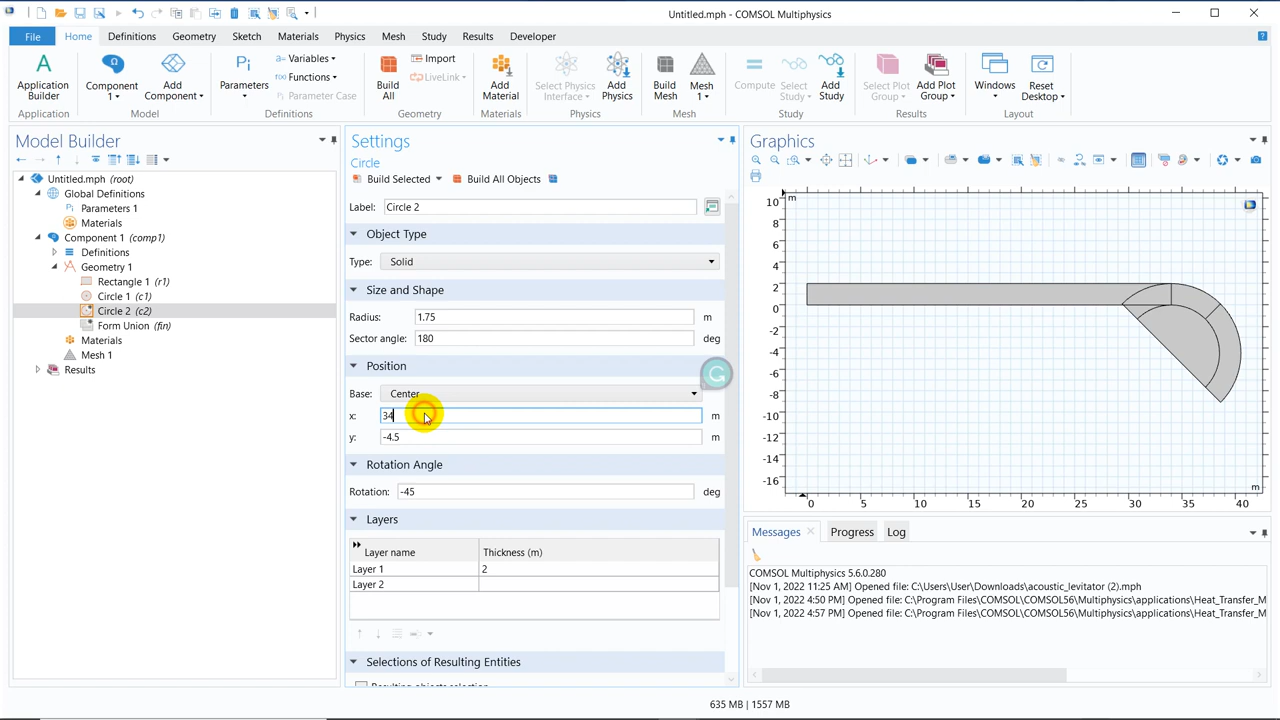 Untitled.mph - COMSOL Multiphysics
File Home Definitions Geometry Sketch Materials Physics Mesh Study Results Developer
Application Builder
Component 1
Add Component
Parameters
Variables
Functions
Parameter Case
Build All
Import
LiveLink
Add Material
Select Physics Interface
Add Physics
Build Mesh
Mesh 1
Compute
Select Study
Add Study
Select Plot Group
Add Plot Group
Windows
Reset Desktop
Application Model Definitions Geometry Materials Physics Mesh Study Results Layout
Model Builder
Untitled.mph (root)
Global Definitions
Parameters 1
Materials
Component 1 (comp1)
Definitions
Geometry 1
Rectangle 1 (r1)
Circle 1 (c1)
Circle 2 (c2)
Form Union (fin)
Materials
Mesh 1
Results
Settings
Circle
Build Selected Build All Objects
Label: Circle 2
Object Type
Type: Solid
Size and Shape
Radius: 1.75 m
Sector angle: 180 deg
Position
Base: Center
x: 34 m
y: -4.5 m
Rotation Angle
Rotation: -45 deg
Layers
Layer name Thickness (m)
Layer 1 2
Layer 2
Selections of Resulting Entities
Graphics
m
10
8
6
4
2
0
-2
-4
-6
-8
-10
-12
-14
-16
m
0 5 10 15 20 25 30 35 40
Messages Progress Log
COMSOL Multiphysics 5.6.0.280
[Nov 1, 2022 11:25 AM] Opened file: C:\Users\User\Downloads\acoustic_levitator (2).mph
[Nov 1, 2022 4:50 PM] Opened file: C:\Program Files\COMSOL\COMSOL56\Multiphysics\applications\Heat_Transfer_M
[Nov 1, 2022 4:57 PM] Opened file: C:\Program Files\COMSOL\COMSOL56\Multiphysics\applications\Heat_Transfer_M
635 MB | 1557 MB